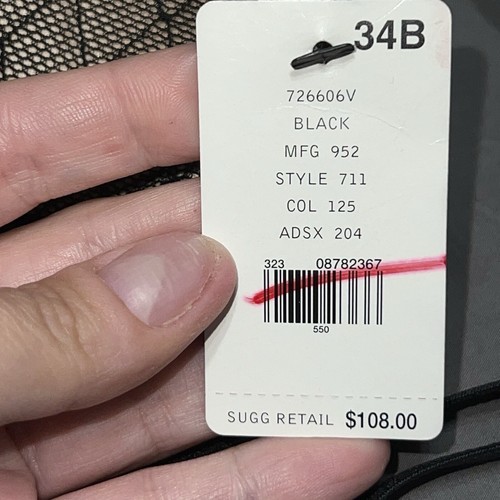 34B
726606V
BLACK
MFG 952
STYLE 711
COL 125
ADSX 204
323 08782367
550
SUGG RETAIL $108.00